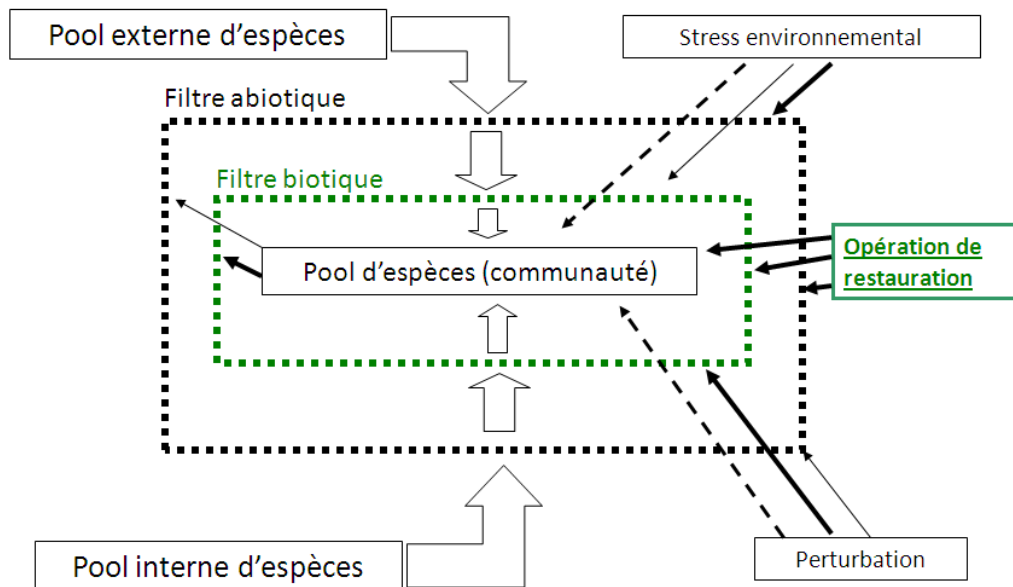 Pool externe d'espèces
Stress environnemental
Filtre abiotique
Filtre biotique
Pool d'espèces (communauté)
Opération de
restauration
Pool interne d'espèces
Perturbation